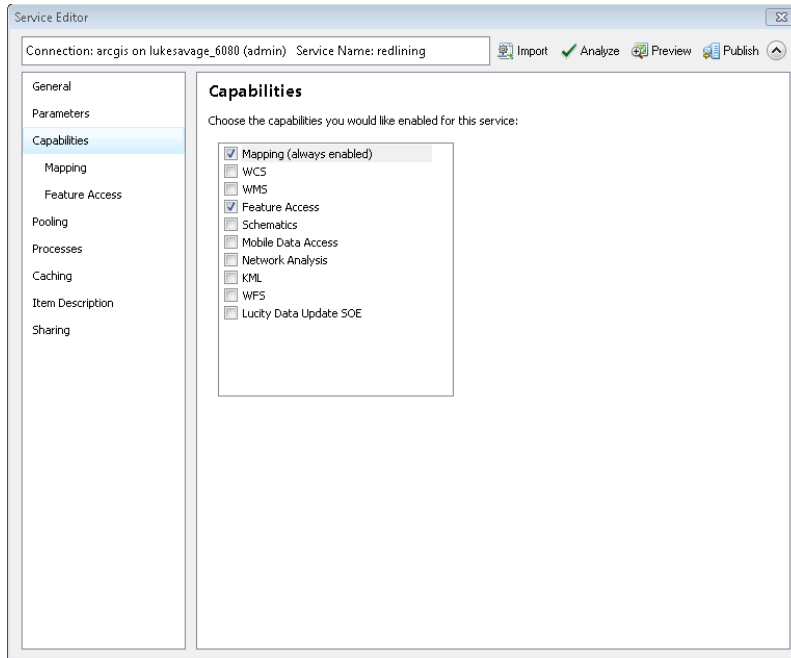 Service Editor
Connection: arcgis on lukesavage_6080 (admin) Service Name: redlining
Import
Analyze
Preview
Publish
General
Parameters
Capabilities
Mapping
Feature Access
Pooling
Processes
Caching
Item Description
Sharing
Capabilities
Choose the capabilities you would like enabled for this service:
Mapping (always enabled)
WCS
WMS
Feature Access
Schematics
Mobile Data Access
Network Analysis
KML
WFS
Lucity Data Update SOE